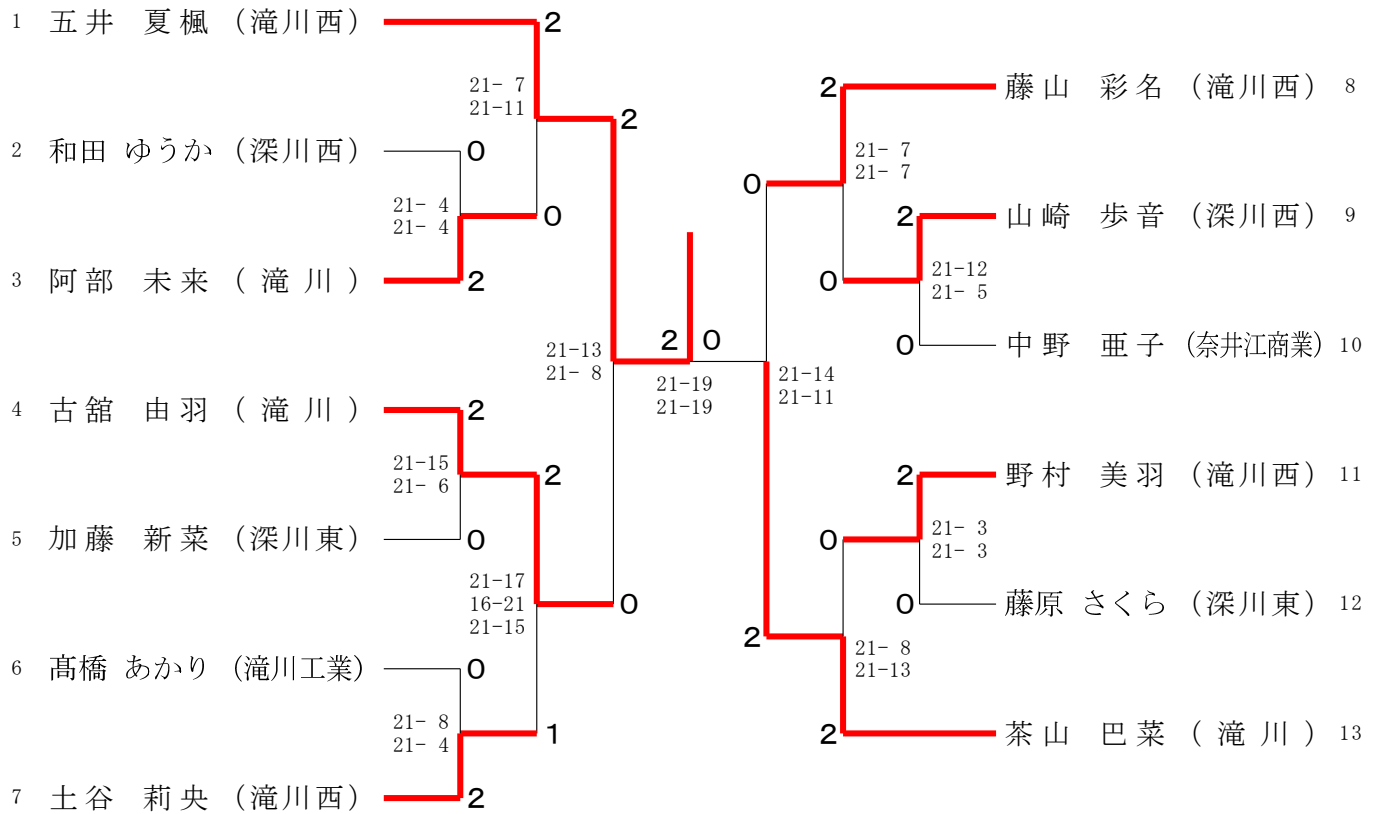 1 五井 夏楓 (滝川西) 2
21- 7
21-11
2
2 和田 ゆうか (深川西) 0
21- 4
21- 4
0
3 阿部 未来 ( 滝 川 ) 2
21-13
21- 8
4 古舘 由羽 ( 滝 川 ) 2
21-15
21- 6
2
5 加藤 新菜 (深川東) 0
21-17
16-21
21-15
0
6 髙橋 あかり (滝川工業) 0
21- 8
21- 4
1
7 土谷 莉央 (滝川西) 2
2 0
21-19
21-19
2 藤山 彩名 (滝川西) 8
21- 7
21- 7
0
2 山崎 歩音 (深川西) 9
21-12
21- 5
0
0 中野 亜子 (奈井江商業) 10
21-14
21-11
2 野村 美羽 (滝川西) 11
21- 3
21- 3
0
0 藤原 さくら (深川東) 12
2
21- 8
21-13
2 茶山 巴菜 ( 滝 川 ) 13